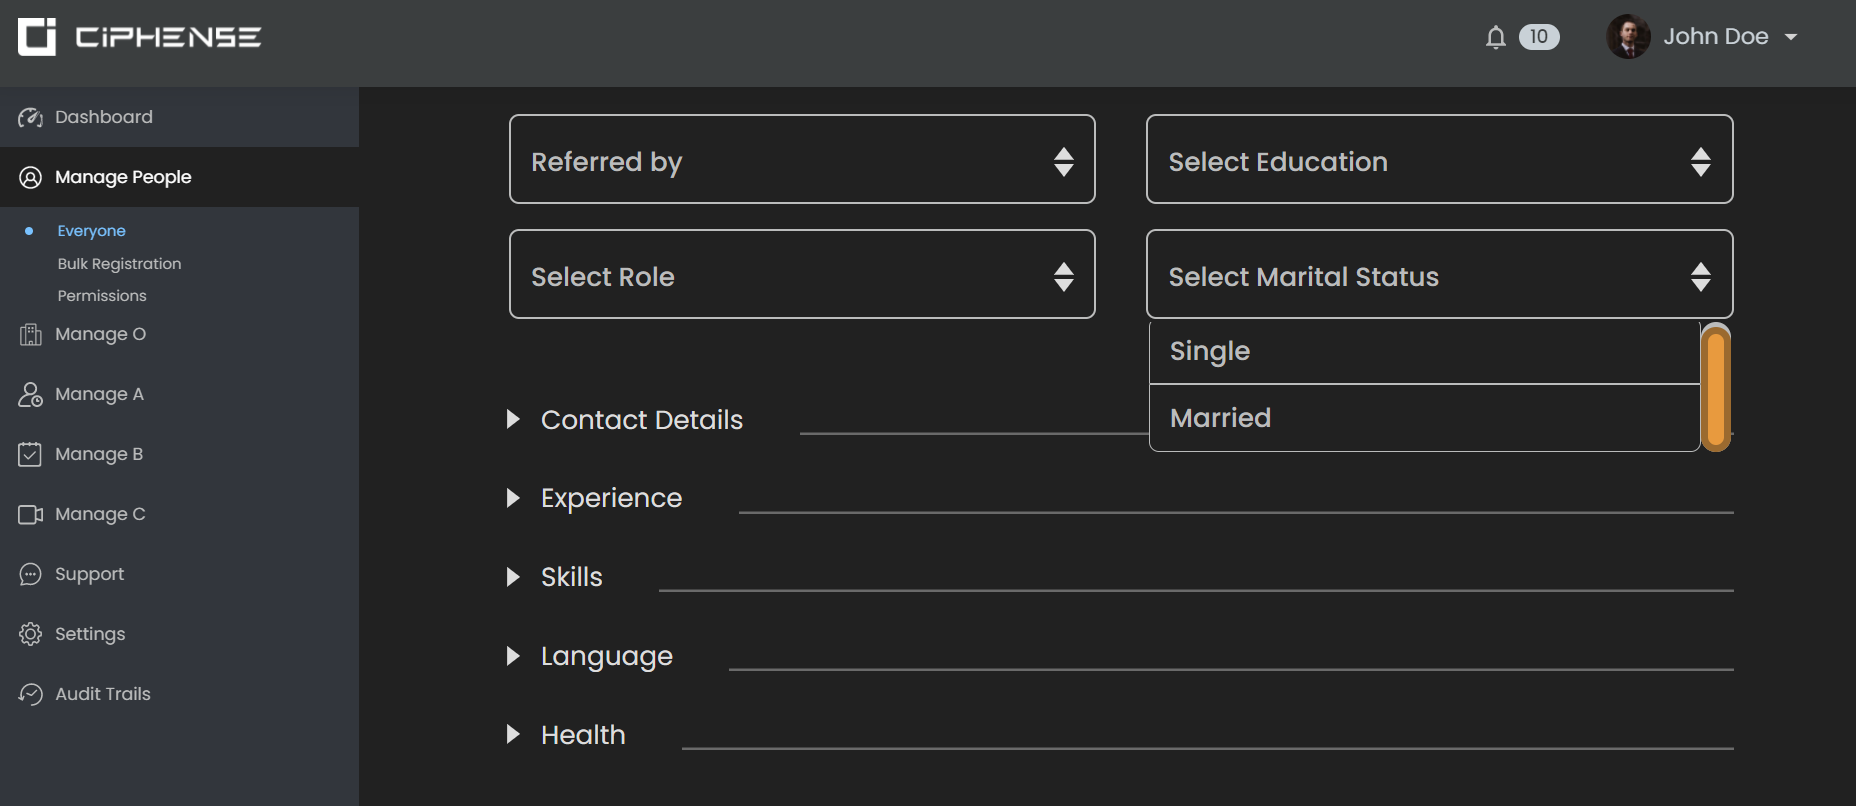 CIPHENSE
10
John Doe
Dashboard
Manage People
Everyone
Bulk Registration
Permissions
Manage O
Manage A
Manage B
Manage C
Support
Settings
Audit Trails
Referred by
Select Education
Select Role
Select Marital Status
Single
Married
Contact Details
Experience
Skills
Language
Health